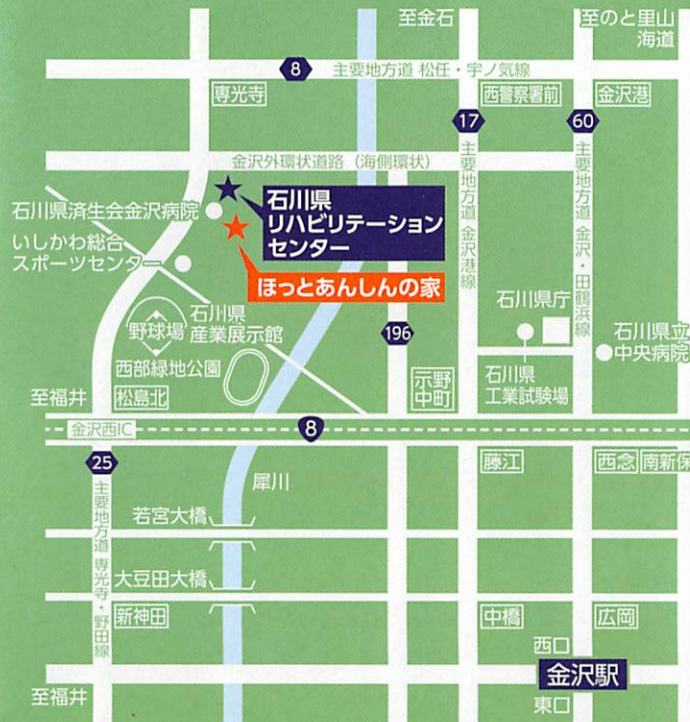 至金石
至のと里山
海道
8
主要地方道 松任・宇ノ気線
専光寺
西警察署前
金沢港
17
60
金沢外環状道路(海側環状)
主要地方道 金沢港線
主要地方道 金沢・田鶴浜線
石川県済生会金沢病院
石川県
リハビリテーション
センター
いしかわ総合
スポーツセンター
ほっとあんしんの家
野球場
石川県
産業展示館
西部緑地公園
196
石川県庁
石川県立
中央病院
石川県
工業試験場
示野
中町
至福井
松島北
金沢西IC
8
25
藤江
西念
南新保
主要地方道 専光寺・野田線
犀川
若宮大橋
大豆田大橋
新神田
中橋
広岡
西口
金沢駅
東口
至福井